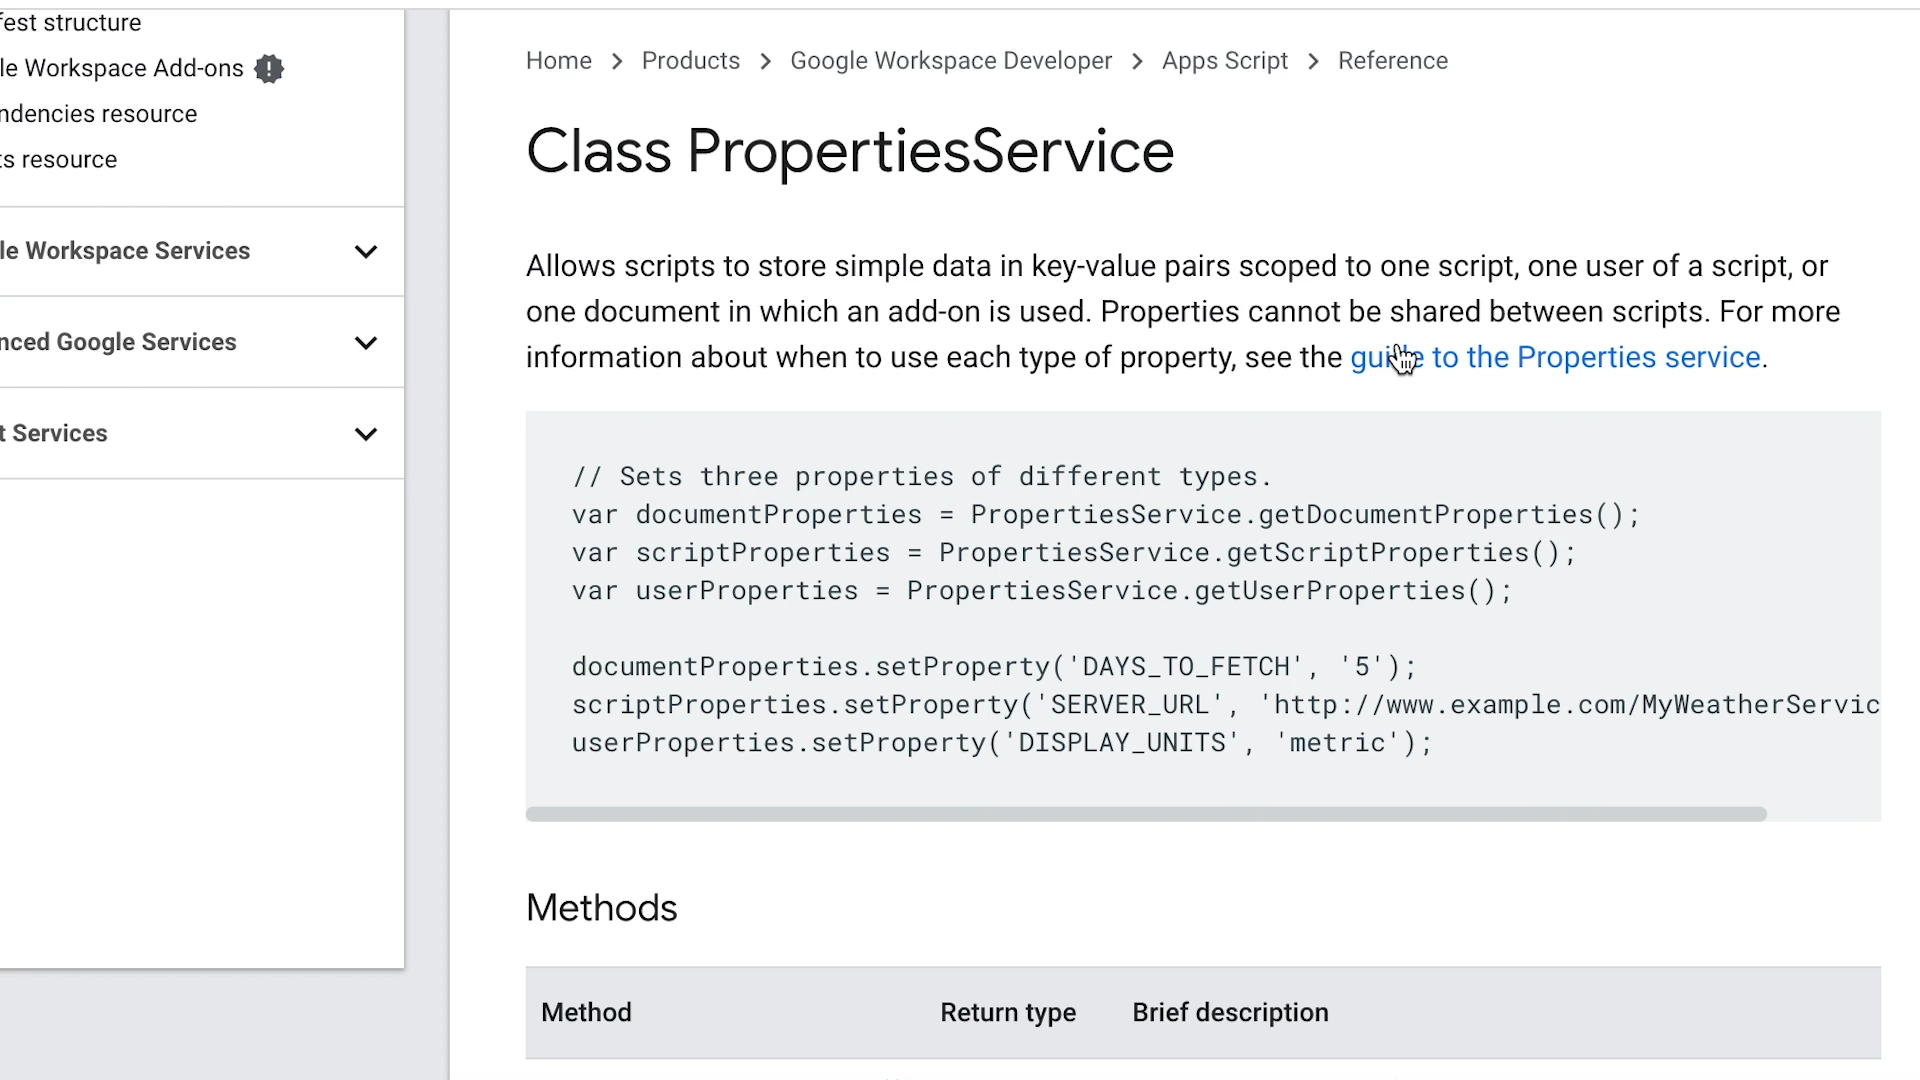 fest structure
le Workspace Add-ons
ndencies resource
ts resource
le Workspace Services
nced Google Services
t Services
Home > Products > Google Workspace Developer > Apps Script > Reference
Class PropertiesService
Allows scripts to store simple data in key-value pairs scoped to one script, one user of a script, or
one document in which an add-on is used. Properties cannot be shared between scripts. For more
information about when to use each type of property, see the guide to the Properties service.
// Sets three properties of different types.
var documentProperties = PropertiesService.getDocumentProperties();
var scriptProperties = PropertiesService.getScriptProperties();
var userProperties = PropertiesService.getUserProperties();
documentProperties.setProperty('DAYS_TO_FETCH', '5');
scriptProperties.setProperty('SERVER_URL', 'http://www.example.com/MyWeatherServic
userProperties.setProperty('DISPLAY_UNITS', 'metric');
Methods
Method Return type Brief description